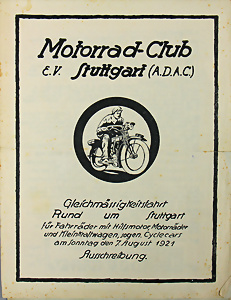 Motorrad-Club
E.V. Stuttgart (A.D.A.C.)
Gleichmässigkeitsfahrt
Rund um Stuttgart
für Fahrräder mit Hilfsmotor, Motorräder
und Kleinkraftwagen, sogen. Cyclecars
am Sonntag den 7. August 1921
Ausschreibung.